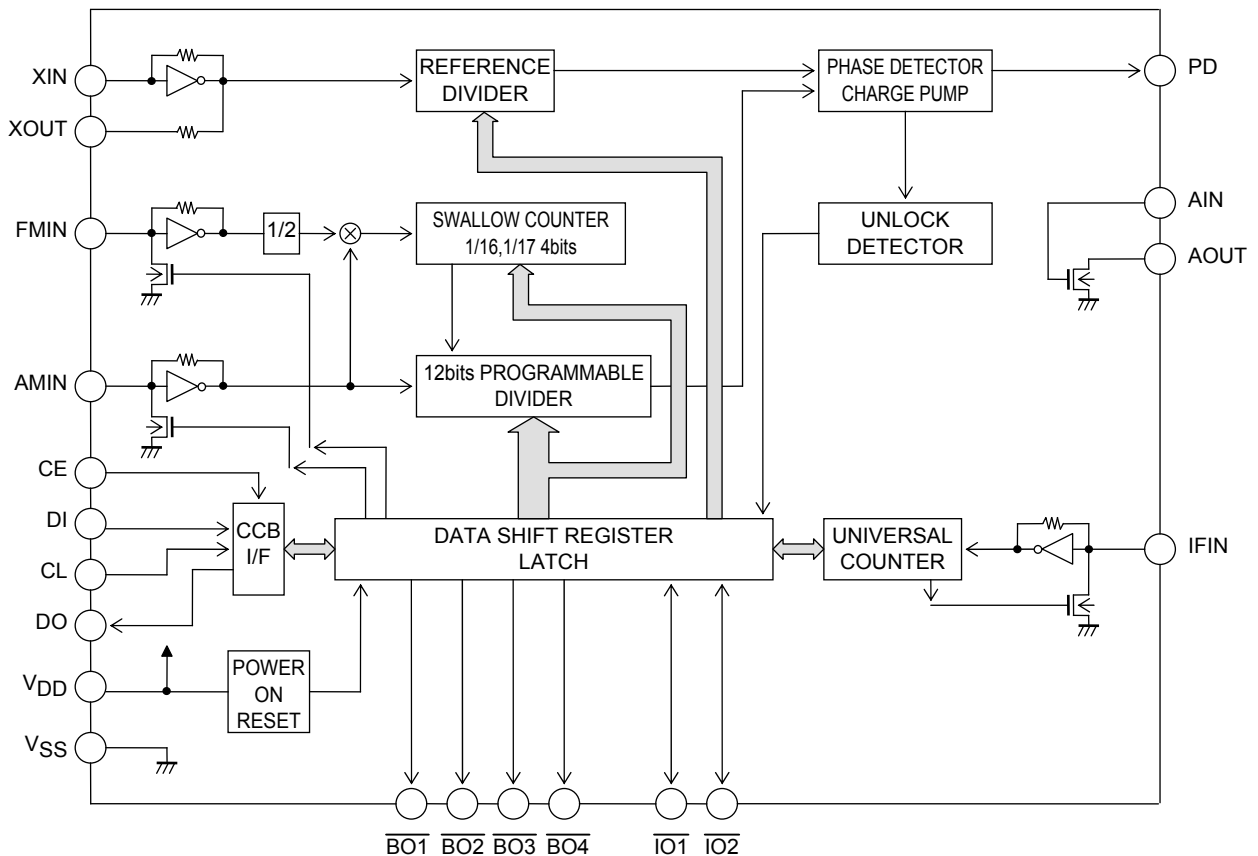 XIN
XOUT
FMIN
AMIN
CE
DI
CL
DO
VDD
VSS
REFERENCE
DIVIDER
PHASE DETECTOR
CHARGE PUMP
PD
1/2
SWALLOW COUNTER
1/16,1/17 4bits
UNLOCK
DETECTOR
AIN
AOUT
12bits PROGRAMMABLE
DIVIDER
CCB
I/F
DATA SHIFT REGISTER
LATCH
UNIVERSAL
COUNTER
IFIN
POWER
ON
RESET
BO1
BO2
BO3
BO4
IO1
IO2